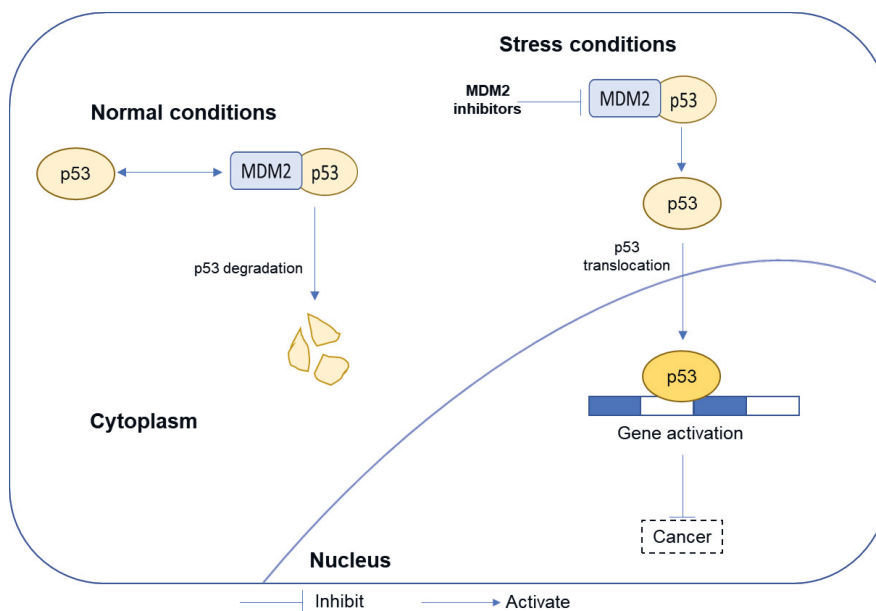 Stress conditions
MDM2
inhibitors
MDM2
p53
Normal conditions
p53
MDM2
p53
p53
p53 degradation
p53
translocation
p53
Gene activation
Cytoplasm
Cancer
Nucleus
Inhibit
Activate